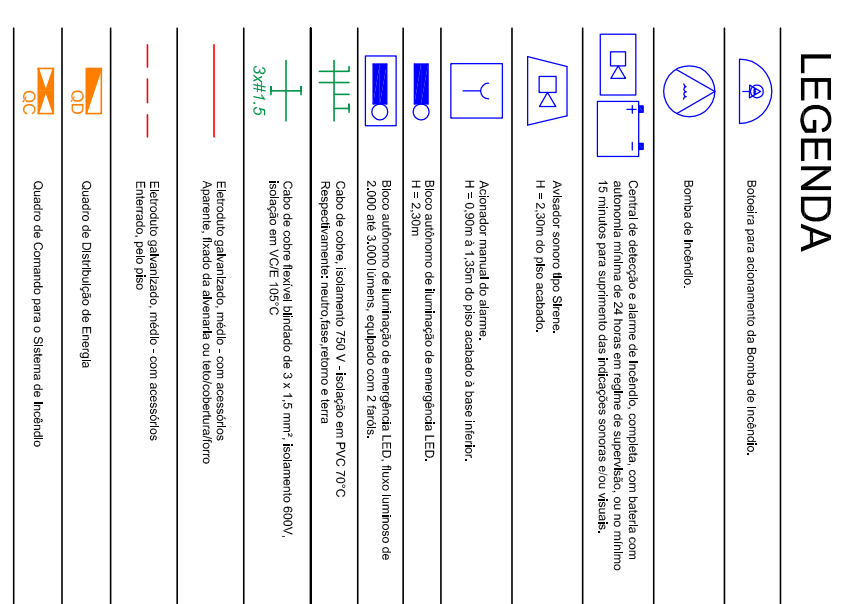 LEGENDA
Botoeira para acionamento da Bomba de Incêndio.
Bomba de Incêndio.
+ -
Central de detecção e alarme de Incêndio, completa, com bateria com
autonomia mínima de 24 horas em regime de supervisão, ou no mínimo
15 minutos para suprimento das indicações sonoras e/ou visuais.
Avisador sonoro tipo Sirene.
H = 2,30m do piso acabado.
Acionador manual do alarme.
H = 0,90m à 1,35m do piso acabado à base inferior.
Bloco autônomo de iluminação de emergência LED.
H = 2,30m
Bloco autônomo de iluminação de emergência LED, fluxo luminoso de
2.000 até 3.000 lúmens, equipado com 2 faróis.
Cabo de cobre, isolamento 750 V - isolação em PVC 70°C
Respectivamente: neutro,fase,retorno e terra
3x#1.5
Cabo de cobre flexível blindado de 3 x 1,5 mm², isolamento 600V,
isolação em VC/E 105°C
Eletroduto galvanizado, médio - com acessórios
Aparente, fixado da alvenaria ou teto/cobertura/forro
Eletroduto galvanizado, médio - com acessórios
Enterrado, pelo piso
QD
Quadro de Distribuição de Energia
QC
Quadro de Comando para o Sistema de Incêndio